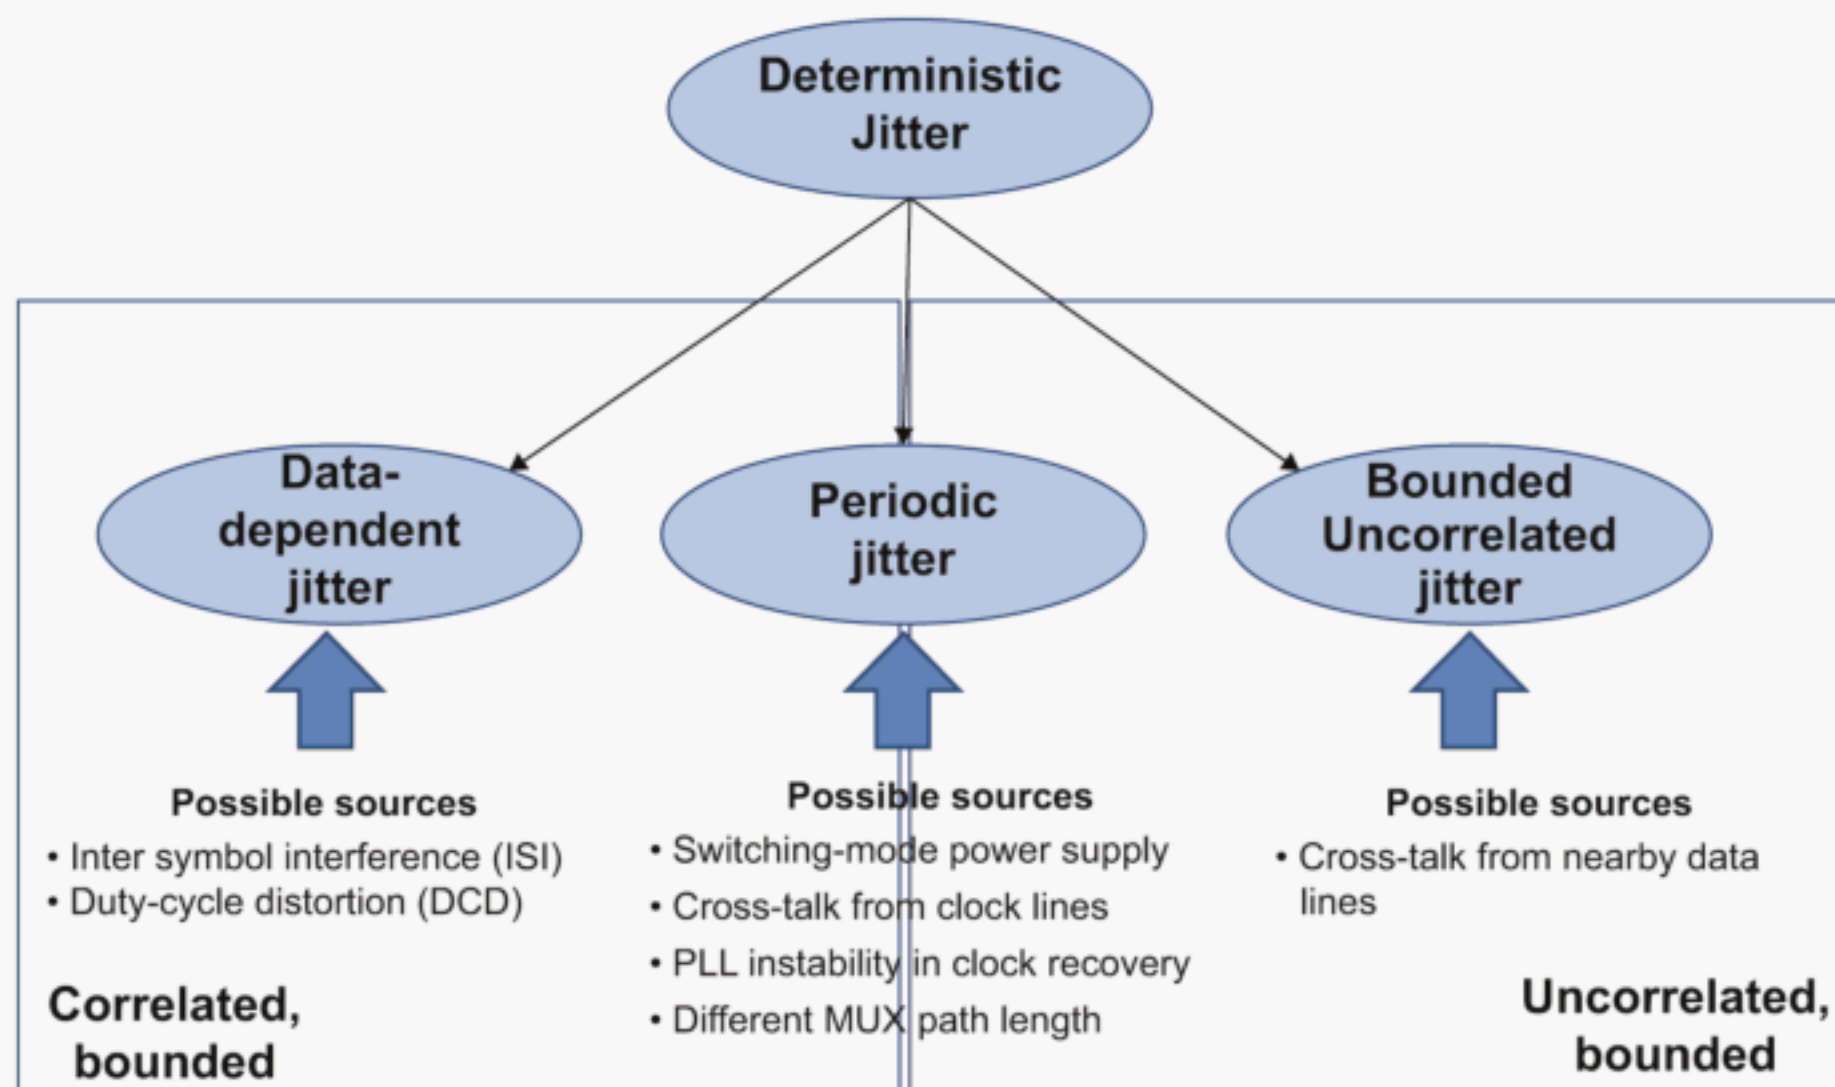 Deterministic
Jitter
Data-
dependent
jitter
Periodic
jitter
Bounded
Uncorrelated
jitter
Possible sources
• Inter symbol interference (ISI)
• Duty-cycle distortion (DCD)
Correlated,
bounded
Possible sources
• Switching-mode power supply
• Cross-talk from clock lines
• PLL instability in clock recovery
• Different MUX path length
Possible sources
• Cross-talk from nearby data
lines
Uncorrelated,
bounded